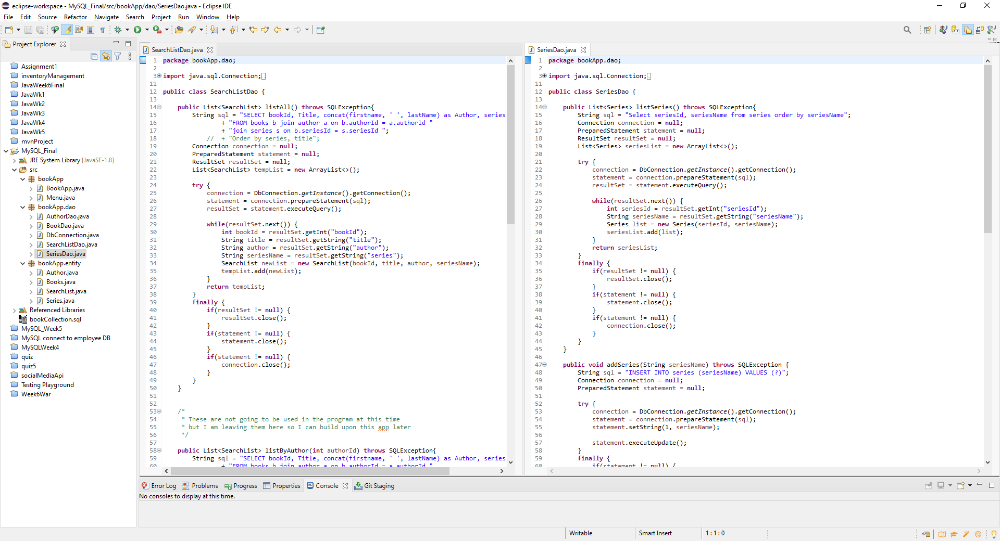 eclipse-workspace - MySQL_Final/src/bookApp/dao/SeriesDao.java - Eclipse IDE
File Edit Source Refactor Navigate Search Project Run Window Help
Project Explorer
Assignment1
inventoryManagement
JavaWeek6Final
JavaWk1
JavaWk2
JavaWk3
JavaWk4
JavaWk5
mvnProject
MySQL_Final
JRE System Library [JavaSE-1.8]
src
bookApp
BookApp.java
Menu.java
bookApp.dao
AuthorDao.java
BookDao.java
DbConnection.java
SearchListDao.java
SeriesDao.java
bookApp.entity
Author.java
Books.java
SearchList.java
Series.java
Referenced Libraries
bookCollection.sql
MySQL_Week5
MySQL connect to employee DB
MySQLWeek4
quiz
quiz5
socialMediaApi
Testing Playground
Week6War
SearchListDao.java
1 package bookApp.dao;
2
3 import java.sql.Connection;
11
12 public class SearchListDao {
13
14 public List<SearchList> listAll() throws SQLException{
15 String sql = "SELECT bookId, Title, concat(firstname, ' ', lastName) as Author, series
16 + "FROM books b join author a on b.authorId = a.authorId "
17 + "join series s on b.seriesId = s.seriesId ";
18 // + "Order by series, title";
19 Connection connection = null;
20 PreparedStatement statement = null;
21 ResultSet resultSet = null;
22 List<SearchList> tempList = new ArrayList<>();
23
24 try {
25 connection = DbConnection.getInstance().getConnection();
26 statement = connection.prepareStatement(sql);
27 resultSet = statement.executeQuery();
28
29 while(resultSet.next()) {
30 int bookId = resultSet.getInt("bookId");
31 String title = resultSet.getString("title");
32 String author = resultSet.getString("author");
33 String seriesName = resultSet.getString("series");
34 SearchList newList = new SearchList(bookId, title, author, seriesName);
35 tempList.add(newList);
36 }
37 return tempList;
38 }
39 finally {
40 if(resultSet != null) {
41 resultSet.close();
42 }
43 if(statement != null) {
44 statement.close();
45 }
46 if(statement != null) {
47 connection.close();
48 }
49 }
50 }
51
52
53 /*
54 * These are not going to be used in the program at this time
55 * but I am leaving them here so I can build upon this app later
56 */
57
58 public List<SearchList> listByAuthor(int authorId) throws SQLException{
59 String sql = "SELECT bookId, Title, concat(firstname, ' ', lastName) as Author, series
60 + "FROM books b join author a on b.authorId = a.authorId "
SeriesDao.java
1 package bookApp.dao;
2
3 import java.sql.Connection;
11
12 public class SeriesDao {
13
14 public List<Series> listSeries() throws SQLException{
15 String sql = "Select seriesId, seriesName from series order by seriesName";
16 Connection connection = null;
17 PreparedStatement statement = null;
18 ResultSet resultSet = null;
19 List<Series> seriesList = new ArrayList<>();
20
21 try {
22 connection = DbConnection.getInstance().getConnection();
23 statement = connection.prepareStatement(sql);
24 resultSet = statement.executeQuery();
25
26 while(resultSet.next()) {
27 int seriesId = resultSet.getInt("seriesId");
28 String seriesName = resultSet.getString("seriesName");
29 Series list = new Series(seriesId, seriesName);
30 seriesList.add(list);
31 }
32 return seriesList;
33 }
34 finally {
35 if(resultSet != null) {
36 resultSet.close();
37 }
38 if(statement != null) {
39 statement.close();
40 }
41 if(statement != null) {
42 connection.close();
43 }
44 }
45 }
46
47 public void addSeries(String seriesName) throws SQLException {
48 String sql = "INSERT INTO series (seriesName) VALUES (?)";
49 Connection connection = null;
50 PreparedStatement statement = null;
51
52 try {
53 connection = DbConnection.getInstance().getConnection();
54 statement = connection.prepareStatement(sql);
55 statement.setString(1, seriesName);
56
57 statement.executeUpdate();
58 }
59 finally {
60 if(statement != null) {
Error Log Problems Progress Properties Console Git Staging
No consoles to display at this time.
Writable Smart Insert 1 : 1 : 0